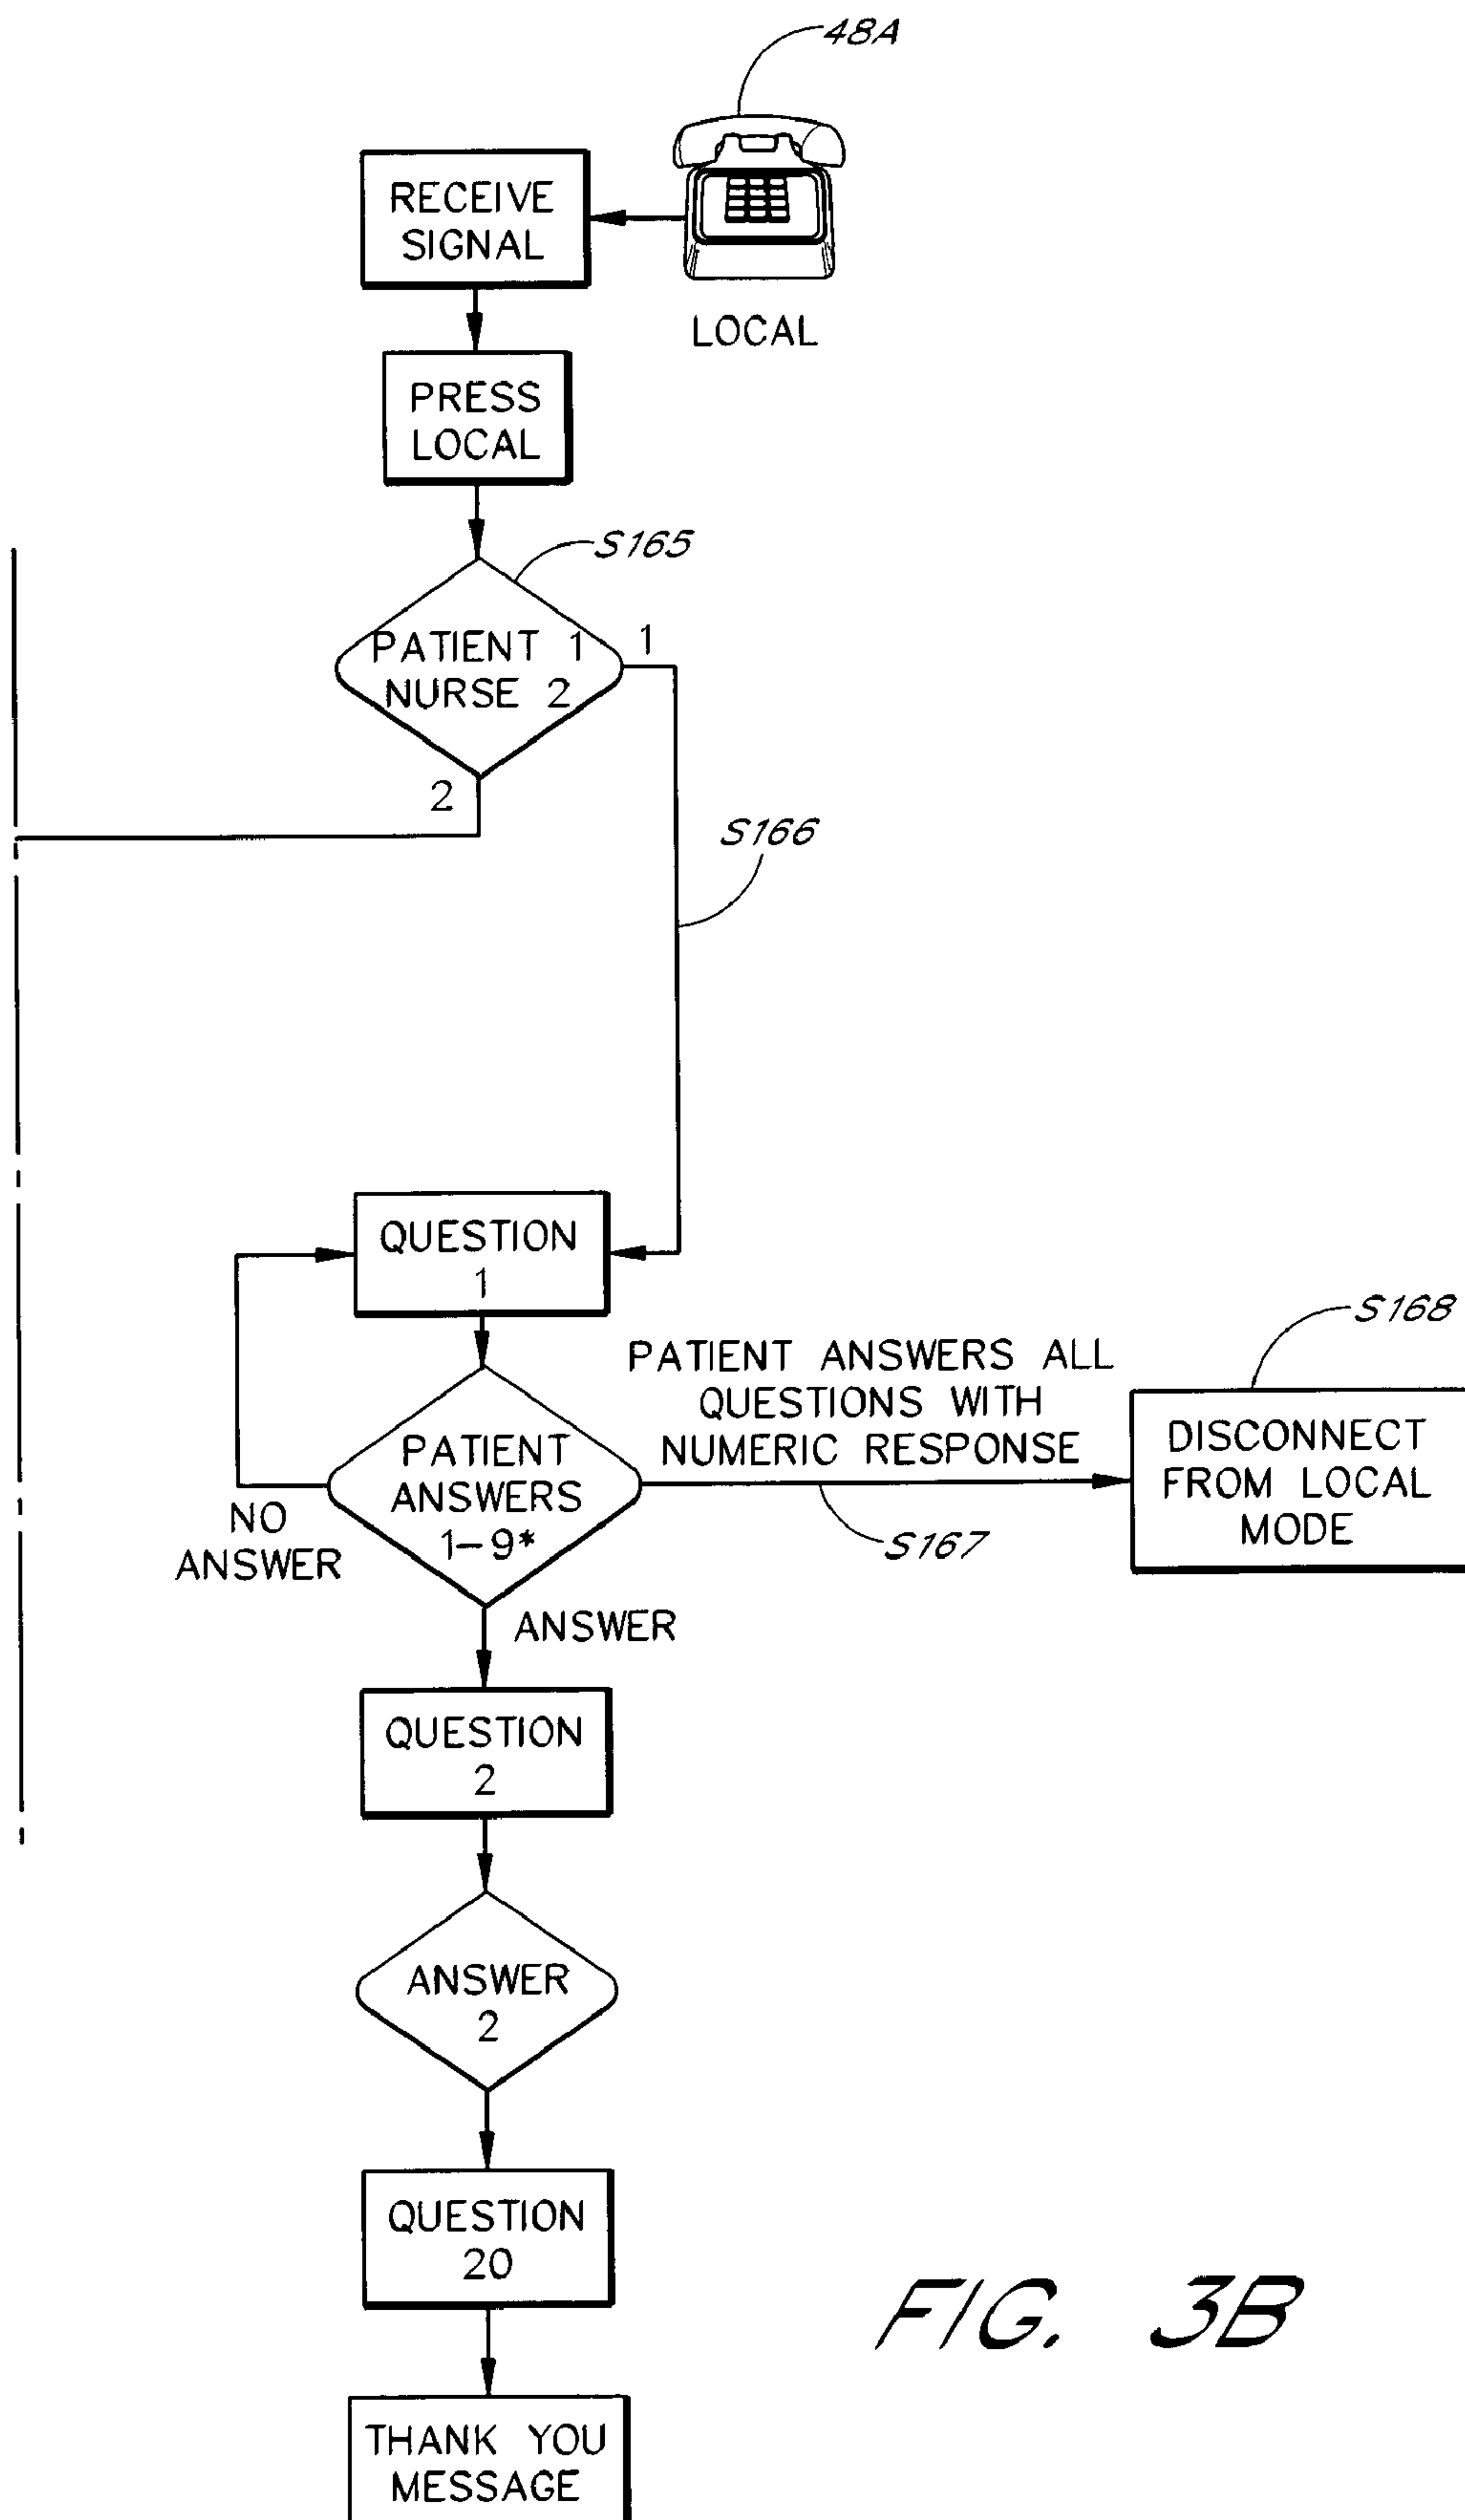 48A
RECEIVE
SIGNAL
LOCAL
PRESS
LOCAL
S165
PATIENT 1
NURSE 2
1
2
S166
QUESTION
1
S168
PATIENT ANSWERS ALL
QUESTIONS WITH
NUMERIC RESPONSE
DISCONNECT
FROM LOCAL
MODE
PATIENT
ANSWERS
1-9*
NO
ANSWER
S167
ANSWER
QUESTION
2
ANSWER
2
QUESTION
20
FIG. 3B
THANK YOU
MESSAGE